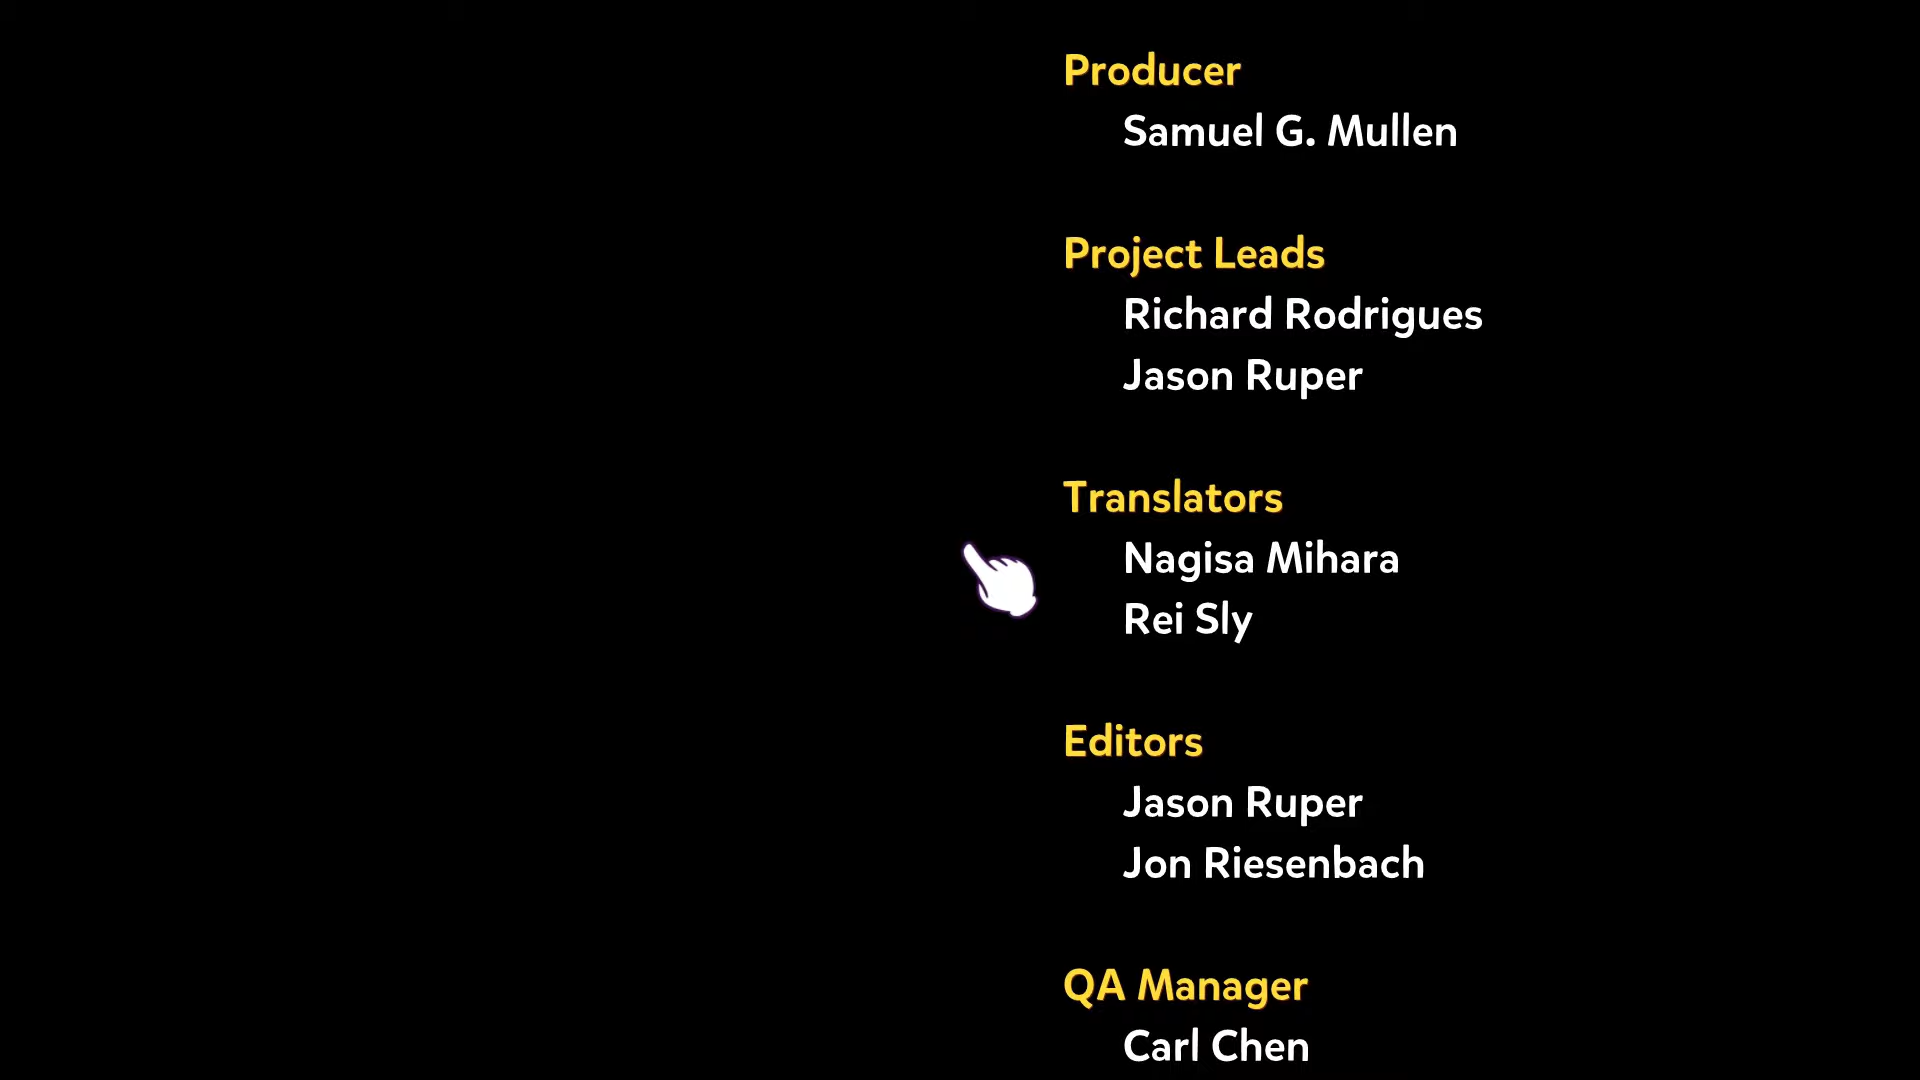 Producer
Samuel G. Mullen
Project Leads
Richard Rodrigues
Jason Ruper
Translators
Nagisa Mihara
Rei Sly
Editors
Jason Ruper
Jon Riesenbach
QA Manager
Carl Chen